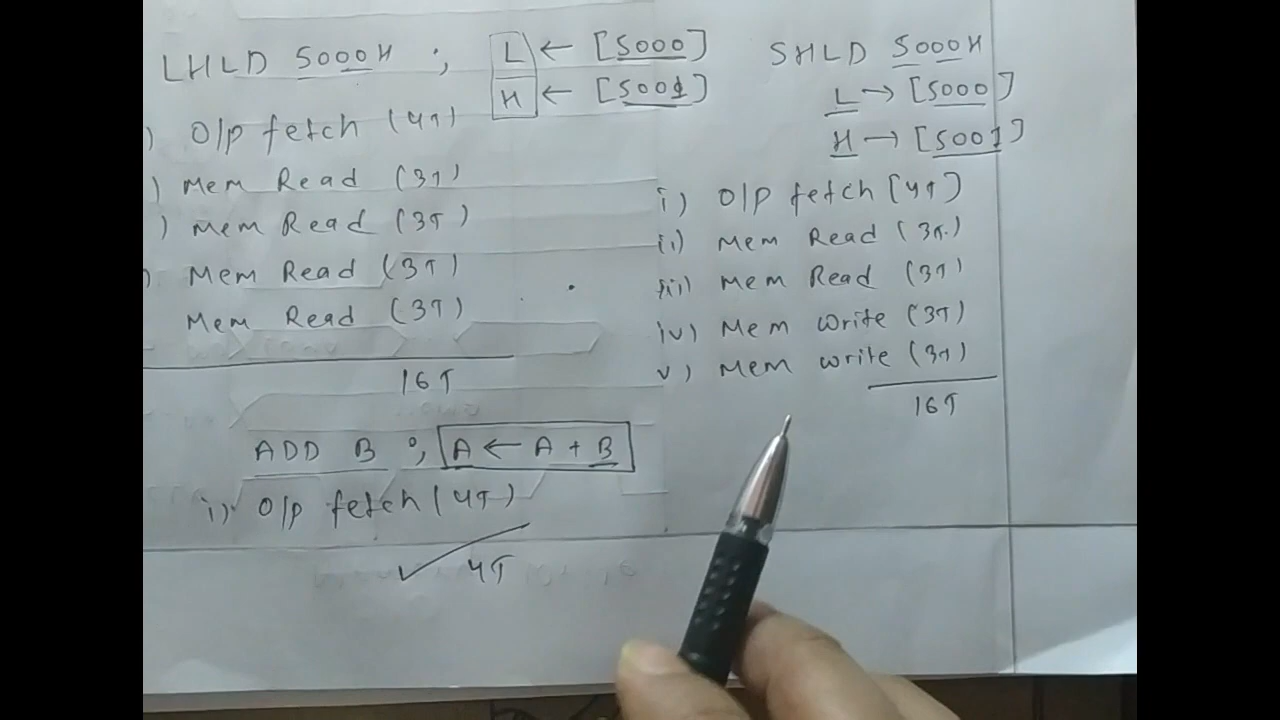 LHLD 5000H ; L ← [5000]
H ← [5001]
) O/P fetch (4T)
) Mem Read (3T)
) Mem Read (3T)
) Mem Read (3T)
Mem Read (3T)
16T
ADD B ; A ← A + B
i) O/P fetch (4T)
4T
SHLD 5000H
L → [5000]
H → [5001]
i) O/P fetch [4T]
ii) Mem Read (3T.)
iii) Mem Read (3T)
iv) Mem Write (3T)
v) Mem write (3T)
16T